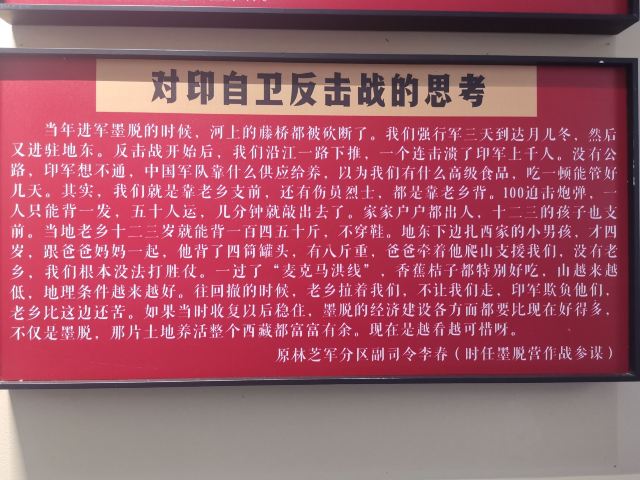 对印自卫反击战的思考
当年进军墨脱的时候，河上的藤桥都被砍断了。我们强行军三天到达月儿冬，然后
又进驻地东。反击战开始后，我们沿江一路下推，一个连击溃了印军上千人。没有公
路，印军想不通，中国军队靠什么供应给养，以为我们有什么高级食品，吃一顿能管好
几天。其实，我们就是靠老乡支前，还有伤员烈士，都是靠老乡背。100迫击炮弹，一
人只能背一发，五十人运，几分钟就敲出去了。家家户户都出人，十二三的孩子也支
前。当地老乡十二三岁就能背一百四五十斤，不穿鞋。地东下边扎西家的小男孩，才四
岁，跟爸爸妈妈一起，他背了四筒罐头，有八斤重，爸爸牵着他爬山支援我们，没有老
乡，我们根本没法打胜仗。一过了“麦克马洪线”，香蕉桔子都特别好吃，山越来越
低，地理条件越来越好。往回撤的时候，老乡拉着我们，不让我们走，印军欺负他们，
老乡比这边还苦。如果当时收复以后稳住，墨脱的经济建设各方面都要比现在好得多，
不仅是墨脱，那片土地养活整个西藏都富富有余。现在是越看越可惜呀。
原林芝军分区副司令李春（时任墨脱营作战参谋）